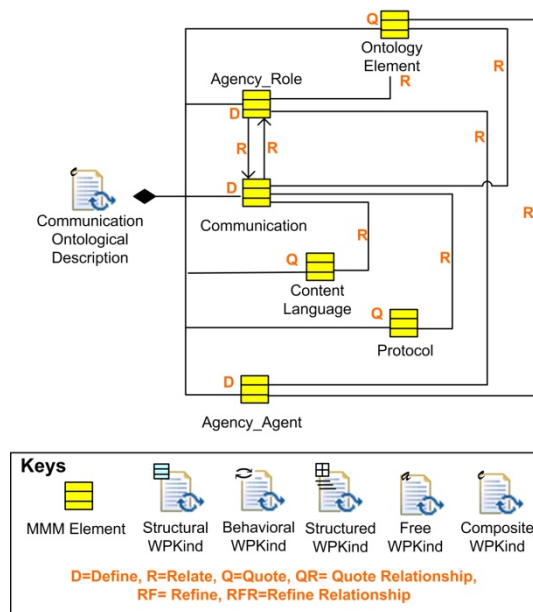 Q
Ontology
Element
R
R
Agency_Role
D
R
R
D
Communication
Communication
Ontological
Description
R
R
R
Q
Content
Language
Q
Protocol
D
Agency_Agent
Keys
MMM Element
Structural
WPKind
Behavioral
WPKind
Structured
WPKind
Free
WPKind
Composite
WPKind
D=Define, R=Relate, Q=Quote, QR= Quote Relationship,
RF= Refine, RFR=Refine Relationship